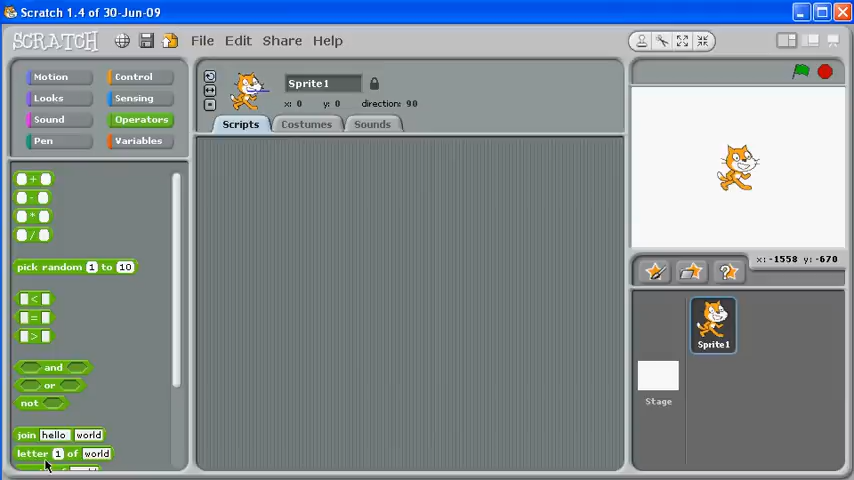 Scratch 1.4 of 30-Jun-09
SCRATCH File Edit Share Help
Motion Control
Looks Sensing
Sound Operators
Pen Variables
Sprite1
x: 0 y: 0 direction: 90
Scripts Costumes Sounds
+
-
*
/
pick random 1 to 10
<
=
>
and
or
not
join hello world
letter 1 of world
x: -1558 y: -670
Sprite1
Stage